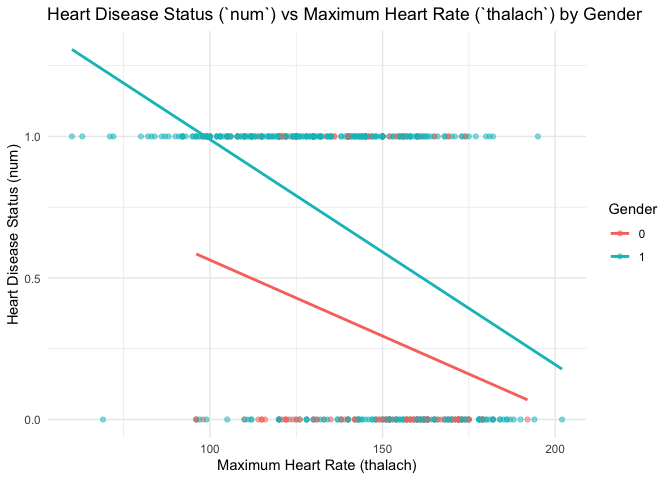 Heart Disease Status (`num`) vs Maximum Heart Rate (`thalach`) by Gender
Heart Disease Status (num)
1.0
0.5
0.0
100
150
200
Maximum Heart Rate (thalach)
Gender
0
1